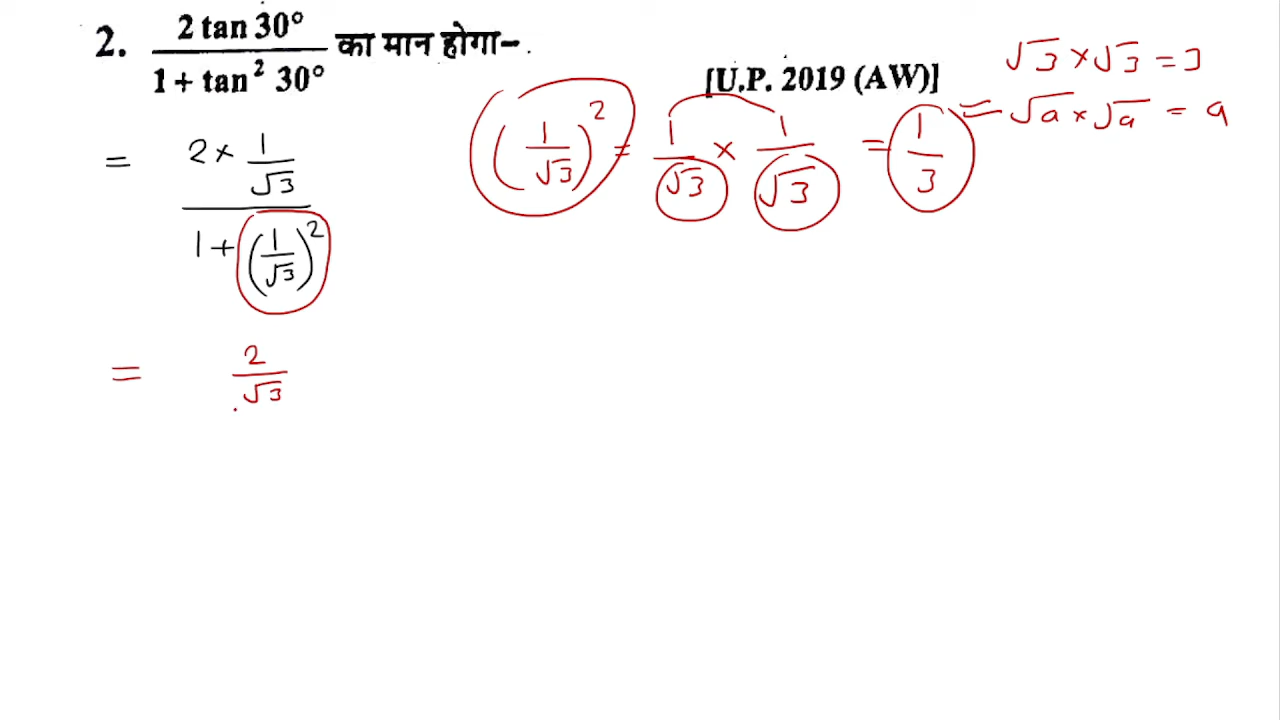 2. 2 tan 30° / 1 + tan² 30° का मान होगा–
[U.P. 2019 (AW)]
√3 × √3 = 3
= √a × √a = a
= 2 × 1/√3 / 1 + (1/√3)²
(1/√3)² = 1/√3 × 1/√3 = 1/3
= 2/√3